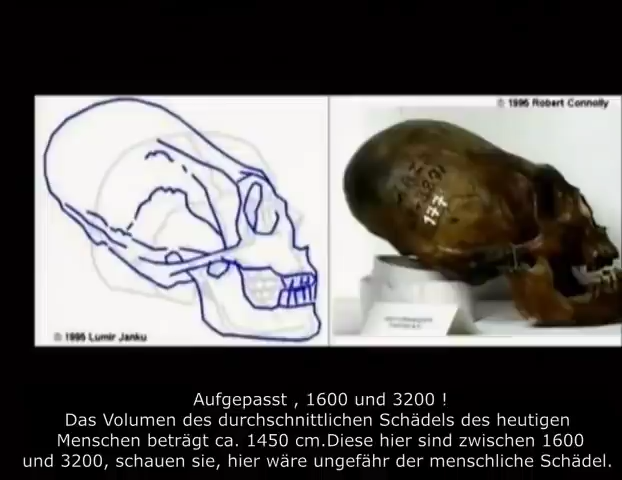 © 1995 Robert Connolly
177
© 1995 Lumir Janku
Aufgepasst , 1600 und 3200 !
Das Volumen des durchschnittlichen Schädels des heutigen
Menschen beträgt ca. 1450 cm.Diese hier sind zwischen 1600
und 3200, schauen sie, hier wäre ungefähr der menschliche Schädel.